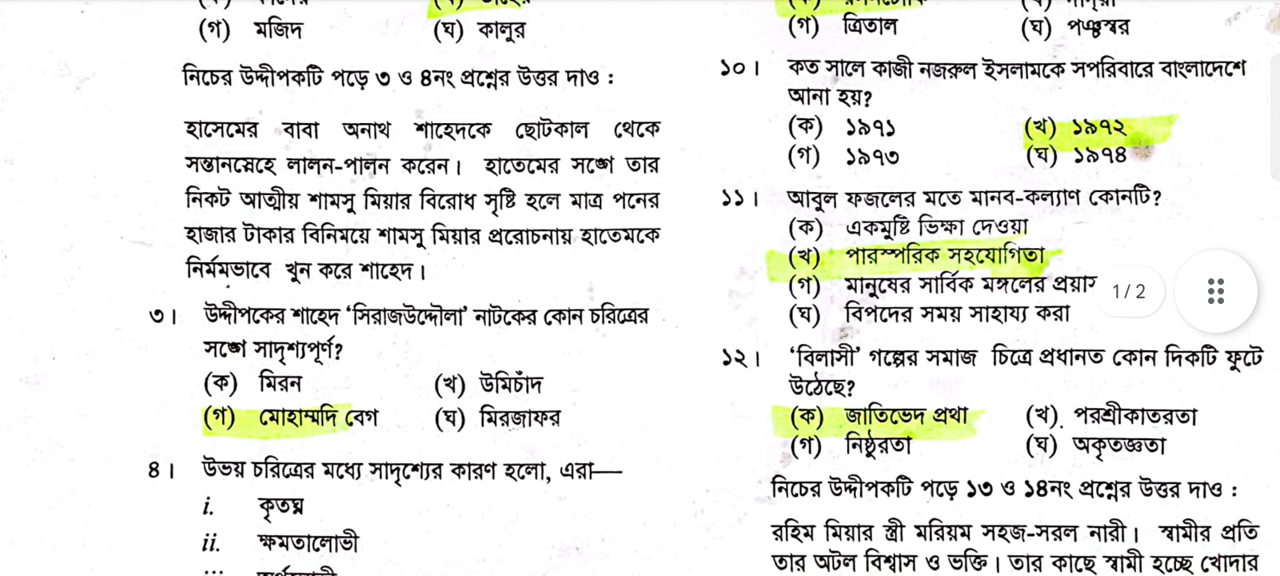 (গ) মজিদ (ঘ) কালুর
নিচের উদ্দীপকটি পড়ে ৩ ও ৪নং প্রশ্নের উত্তর দাও :
হাসেমের বাবা অনাথ শাহেদকে ছোটকাল থেকে
সন্তানস্নেহে লালন-পালন করেন। হাতেমের সঙ্গে তার
নিকট আত্মীয় শামসু মিয়ার বিরোধ সৃষ্টি হলে মাত্র পনের
হাজার টাকার বিনিময়ে শামসু মিয়ার প্ররোচনায় হাতেমকে
নির্মমভাবে খুন করে শাহেদ।
৩। উদ্দীপকের শাহেদ ‘সিরাজউদ্দৌলা’ নাটকের কোন চরিত্রের
সঙ্গে সাদৃশ্যপূর্ণ?
(ক) মিরন (খ) উমিচাঁদ
(গ) মোহাম্মদি বেগ (ঘ) মিরজাফর
৪। উভয় চরিত্রের মধ্যে সাদৃশ্যের কারণ হলো, এরা—
i. কৃতঘ্ন
ii. ক্ষমতালোভী
(গ) ত্রিতাল (ঘ) পঞ্চস্বর
১০। কত সালে কাজী নজরুল ইসলামকে সপরিবারে বাংলাদেশে
আনা হয়?
(ক) ১৯৭১ (খ) ১৯৭২
(গ) ১৯৭৩ (ঘ) ১৯৭৪
১১। আবুল ফজলের মতে মানব-কল্যাণ কোনটি?
(ক) একমুষ্টি ভিক্ষা দেওয়া
(খ) পারস্পরিক সহযোগিতা
(গ) মানুষের সার্বিক মঙ্গলের
(ঘ) বিপদের সময় সাহায্য করা
1/2
১২। ‘বিলাসী’ গল্পের সমাজ চিত্রে প্রধানত কোন দিকটি ফুটে
উঠেছে?
(ক) জাতিভেদ প্রথা (খ). পরশ্রীকাতরতা
(গ) নিষ্ঠুরতা (ঘ) অকৃতজ্ঞতা
নিচের উদ্দীপকটি পড়ে ১৩ ও ১৪নং প্রশ্নের উত্তর দাও :
রহিম মিয়ার স্ত্রী মরিয়ম সহজ-সরল নারী। স্বামীর প্রতি
তার অটল বিশ্বাস ও ভক্তি। তার কাছে স্বামী হচ্ছে খোদার